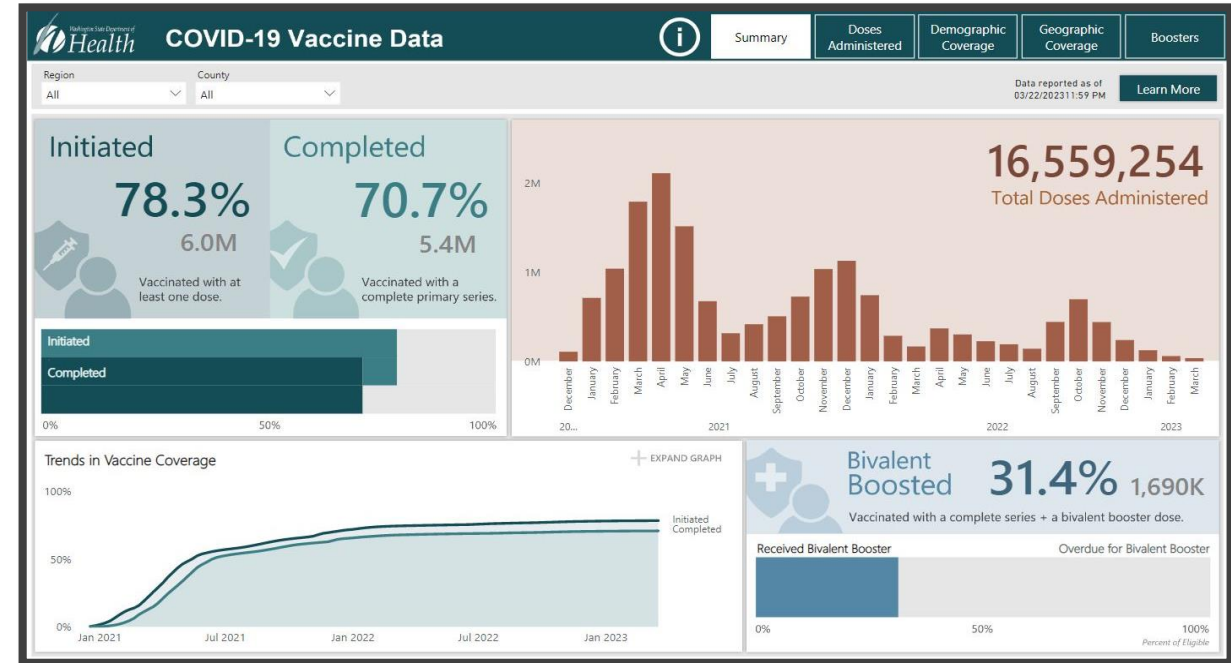 Washington State Department of
Health
COVID-19 Vaccine Data
i
Summary
Doses
Administered
Demographic
Coverage
Geographic
Coverage
Boosters
Region
All
County
All
Data reported as of
03/22/202311:59 PM
Learn More
Initiated
78.3%
6.0M
Vaccinated with at
least one dose.
Completed
70.7%
5.4M
Vaccinated with a
complete primary series.
Initiated
Completed
0%
50%
100%
16,559,254
Total Doses Administered
2M
1M
0M
December
January
February
March
April
May
June
July
August
September
October
November
December
January
February
March
April
May
June
July
August
September
October
November
December
January
February
March
20...
2021
2022
2023
Trends in Vaccine Coverage
EXPAND GRAPH
100%
50%
0%
Initiated
Completed
Jan 2021
Jul 2021
Jan 2022
Jul 2022
Jan 2023
Bivalent
Boosted
31.4%
1,690K
Vaccinated with a complete series + a bivalent booster dose.
Received Bivalent Booster
Overdue for Bivalent Booster
0%
50%
100%
Percent of Eligible